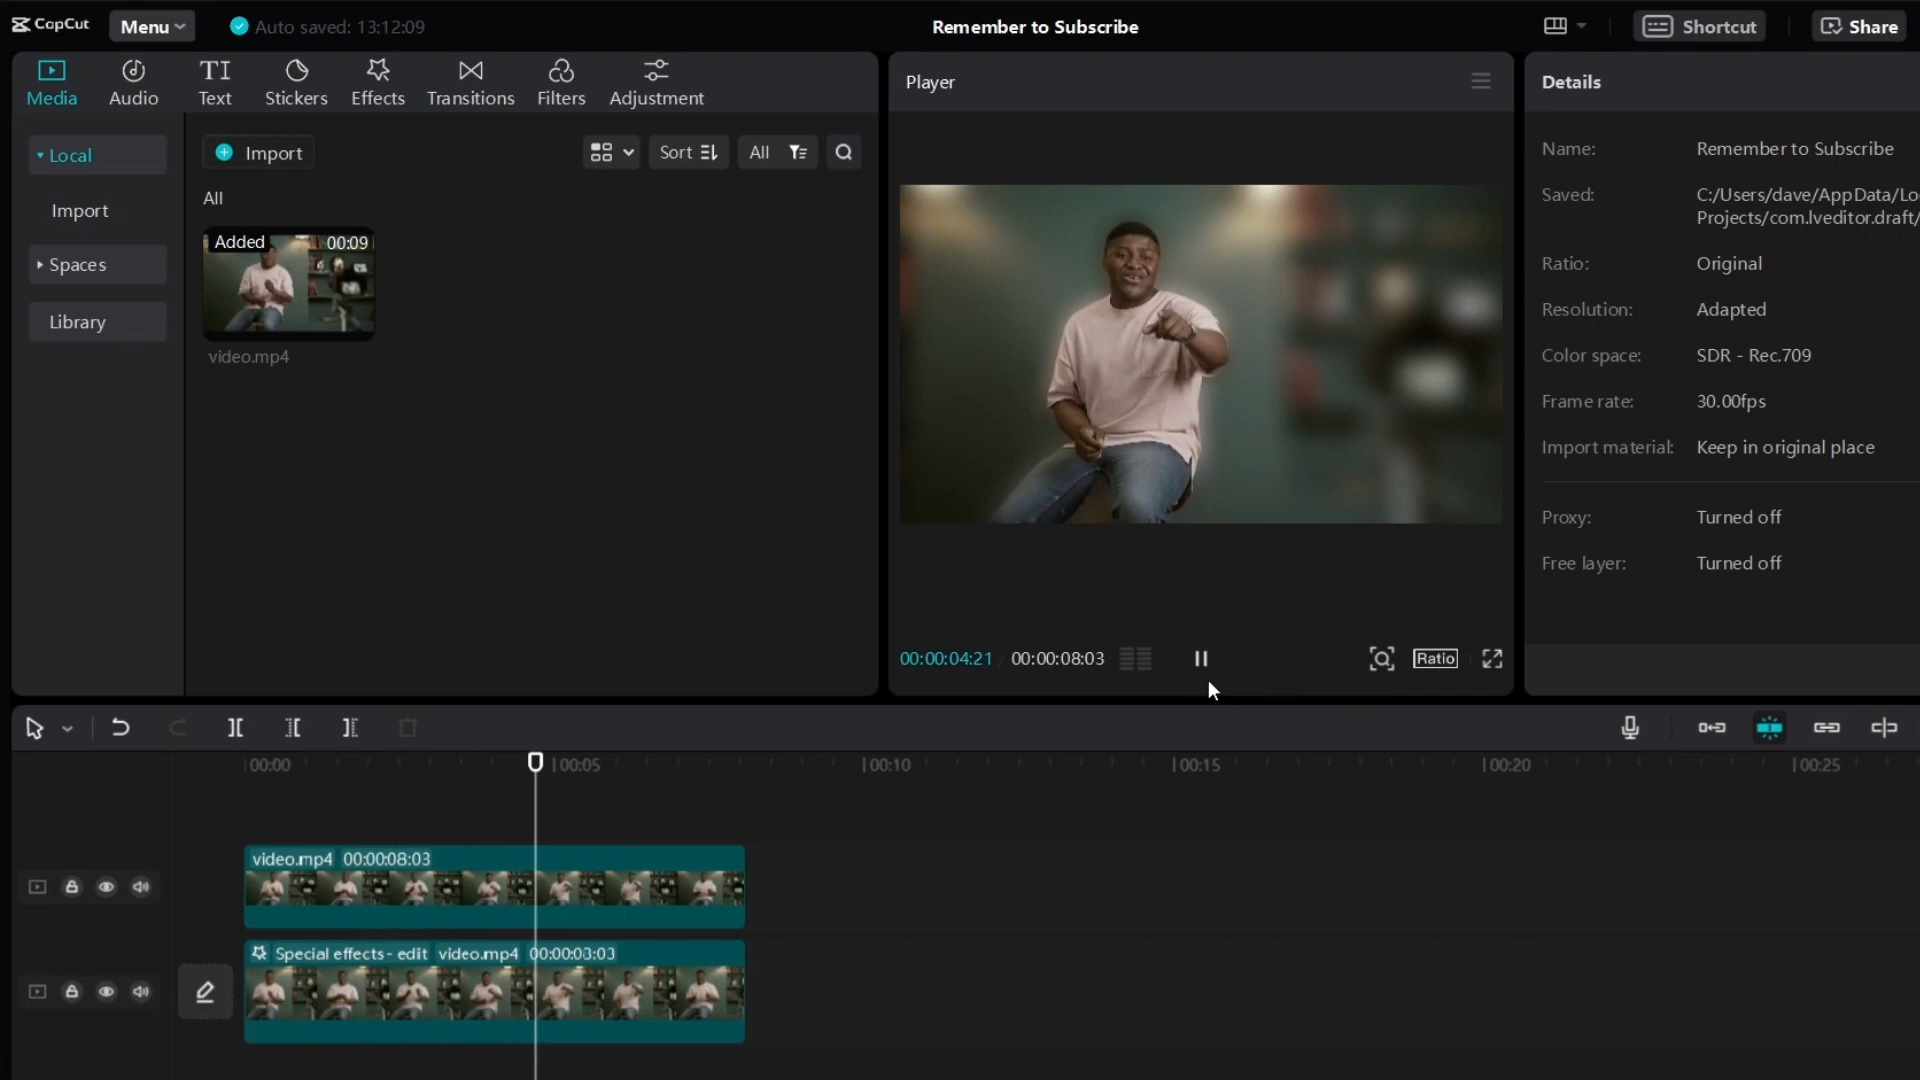 CapCut
Menu
Auto saved: 13:12:09
Remember to Subscribe
Shortcut
Share
Media
Audio
TI
Text
Stickers
Effects
Transitions
Filters
Adjustment
Local
Import
Spaces
Library
Import
Sort
All
All
Added
00:09
video.mp4
Player
00:00:04:21 / 00:00:08:03
Ratio
Details
Name: Remember to Subscribe
Saved: C:/Users/dave/AppData/Lo
Projects/com.lveditor.draft/
Ratio: Original
Resolution: Adapted
Color space: SDR - Rec.709
Frame rate: 30.00fps
Import material: Keep in original place
Proxy: Turned off
Free layer: Turned off
00:00
00:05
00:10
00:15
00:20
00:25
video.mp4 00:00:08:03
Special effects - edit video.mp4 00:00:08:03